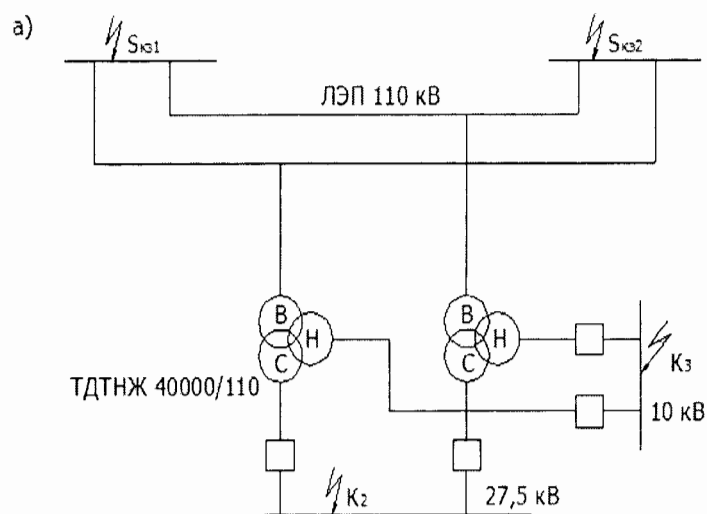 а)
Sкз1
Sкз2
ЛЭП 110 кВ
В
Н
С
В
Н
С
К3
ТДТНЖ 40000/110
10 кВ
К2
27,5 кВ